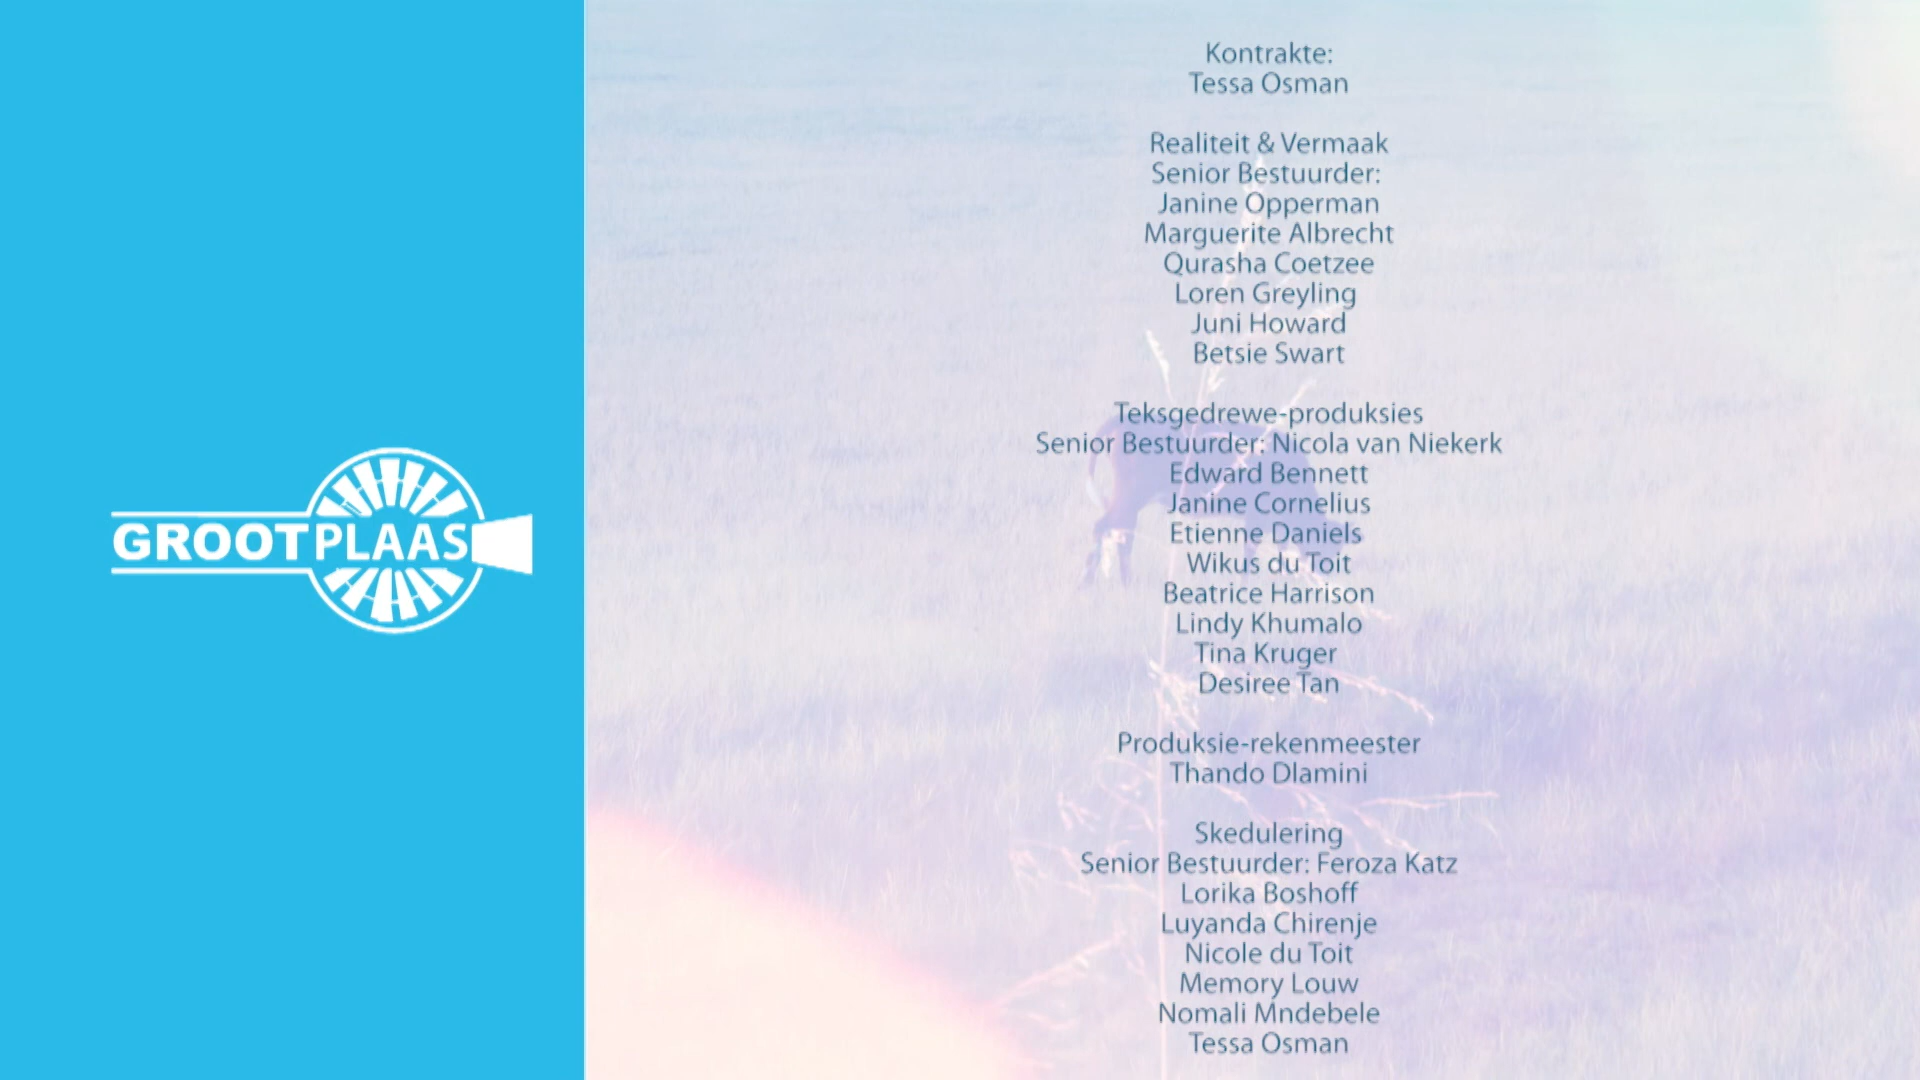 GROOTPLAAS
Kontrakte:
Tessa Osman
Realiteit & Vermaak
Senior Bestuurder:
Janine Opperman
Marguerite Albrecht
Qurasha Coetzee
Loren Greyling
Juni Howard
Betsie Swart
Teksgedrewe-produksies
Senior Bestuurder: Nicola van Niekerk
Edward Bennett
Janine Cornelius
Etienne Daniels
Wikus du Toit
Beatrice Harrison
Lindy Khumalo
Tina Kruger
Desiree Tan
Produksie-rekenmeester
Thando Dlamini
Skedulering
Senior Bestuurder: Feroza Katz
Lorika Boshoff
Luyanda Chirenje
Nicole du Toit
Memory Louw
Nomali Mndebele
Tessa Osman